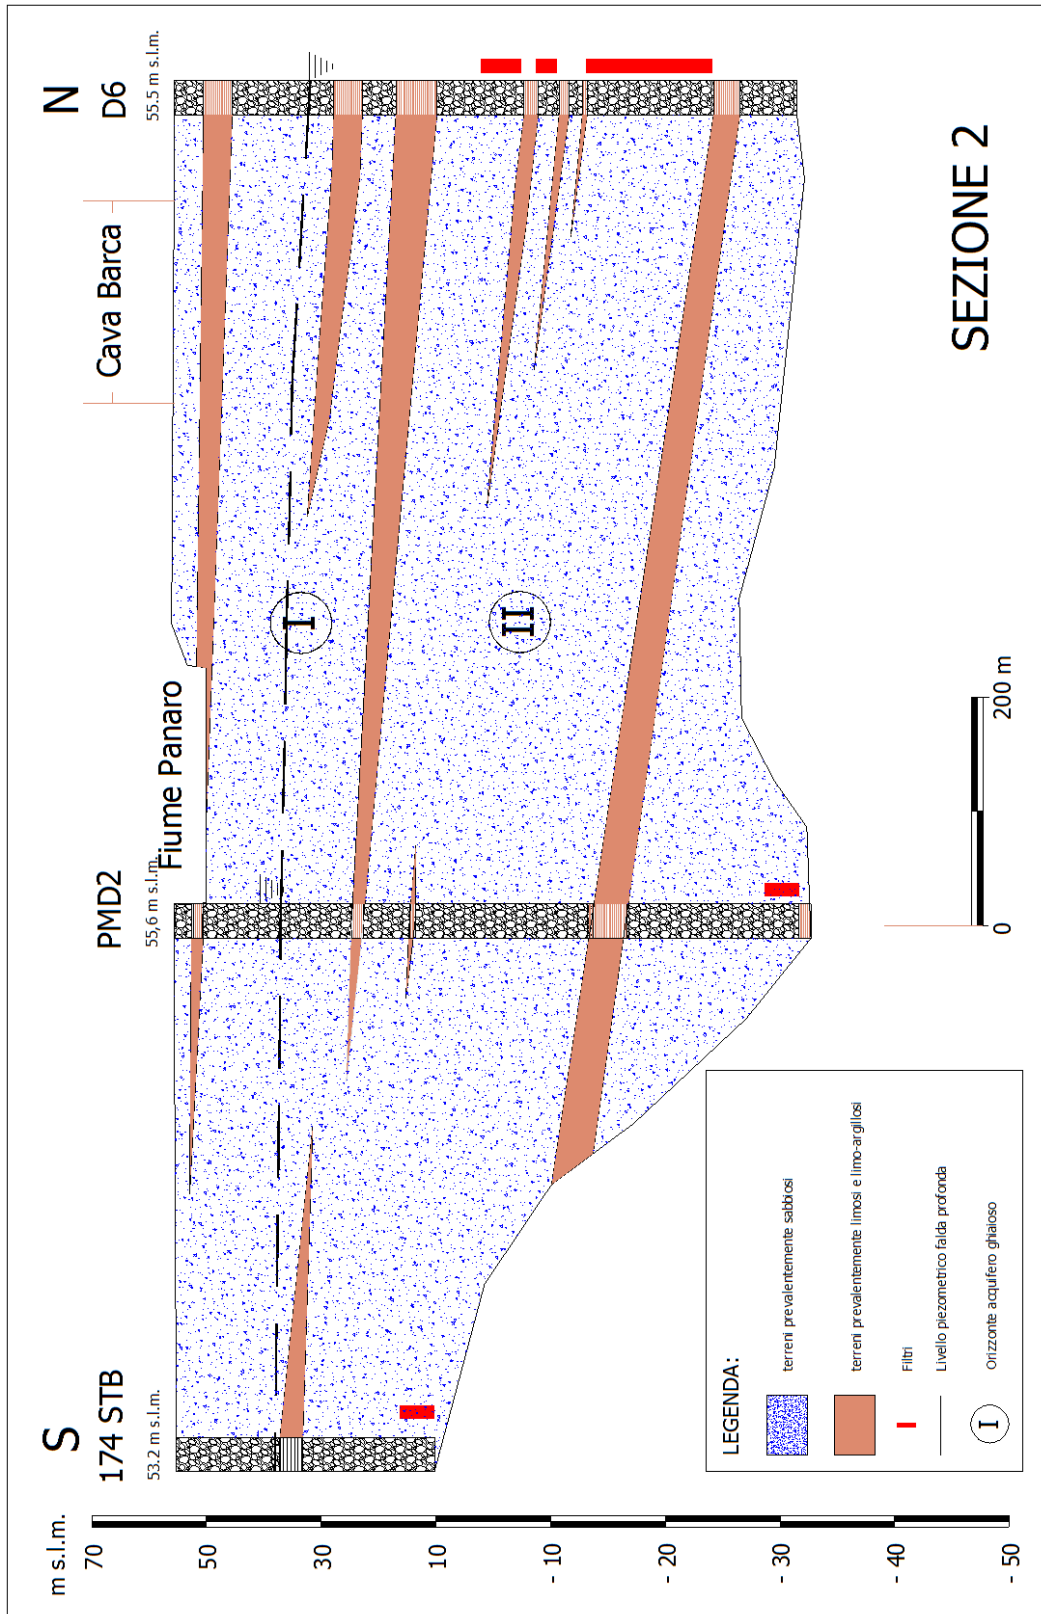 S
N
174 STB
53.2 m s.l.m.
PMD2
55,6 m s.l.m.
Fiume Panaro
Cava Barca
D6
55.5 m s.l.m.
m s.l.m.
70
50
30
10
- 10
- 20
- 30
- 50
I
II
LEGENDA:
terreni prevalentemente sabbiosi
terreni prevalentemente limosi e limo-argillosi
Filtri
Livello piezometrico falda profonda
I
Orizzonte acquifero ghiaioso
0
200 m
SEZIONE 2